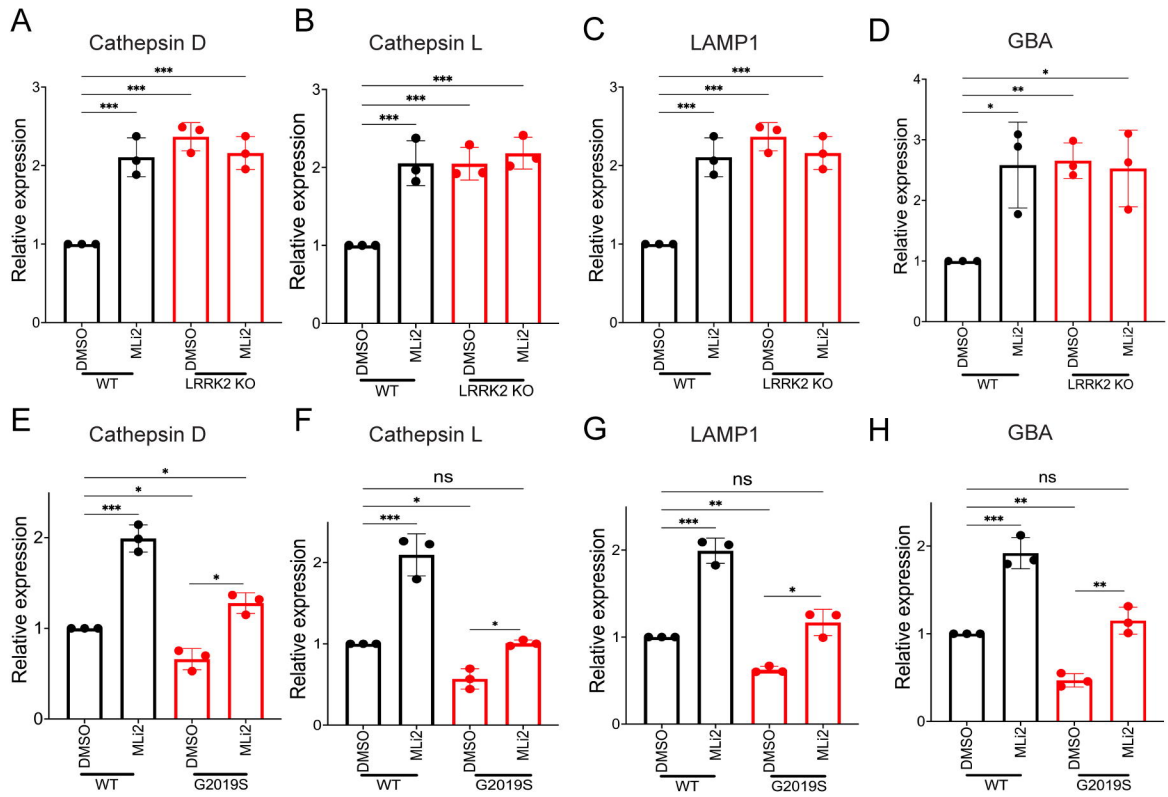 A
Cathepsin D
Relative expression
3
2
1
0
***
***
***
DMSO
MLi2
DMSO
MLi2
WT
LRRK2 KO
B
Cathepsin L
Relative expression
3
2
1
0
***
***
***
DMSO
MLi2
DMSO
MLi2
WT
LRRK2 KO
C
LAMP1
Relative expression
3
2
1
0
***
***
***
DMSO
MLi2
DMSO
MLi2
WT
LRRK2 KO
D
GBA
Relative expression
4
3
2
1
0
*
**
*
DMSO
MLi2
DMSO
MLi2
WT
LRRK2 KO
E
Cathepsin D
Relative expression
2
1
0
*
*
***
*
DMSO
MLi2
DMSO
MLi2
WT
G2019S
F
Cathepsin L
Relative expression
2
1
0
ns
*
***
*
DMSO
MLi2
DMSO
MLi2
WT
G2019S
G
LAMP1
Relative expression
2
1
0
ns
**
***
*
DMSO
MLi2
DMSO
MLi2
WT
G2019S
H
GBA
Relative expression
2
1
0
ns
**
***
**
DMSO
MLi2
DMSO
MLi2
WT
G2019S